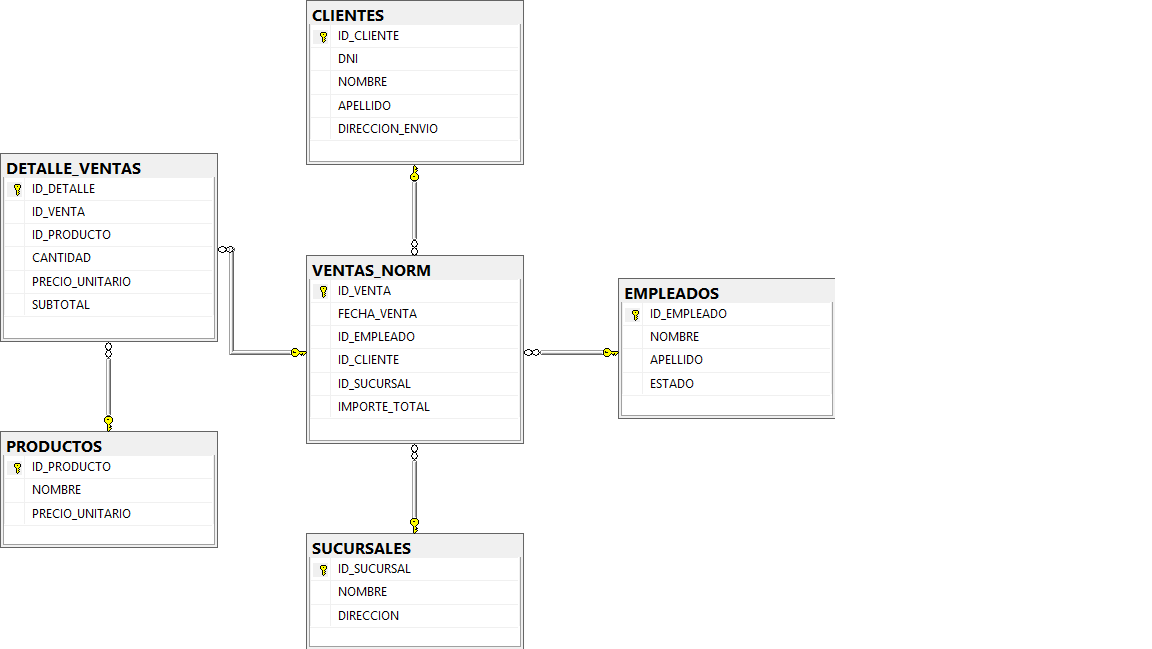 CLIENTES
ID_CLIENTE
DNI
NOMBRE
APELLIDO
DIRECCION_ENVIO
DETALLE_VENTAS
ID_DETALLE
ID_VENTA
ID_PRODUCTO
CANTIDAD
PRECIO_UNITARIO
SUBTOTAL
VENTAS_NORM
ID_VENTA
FECHA_VENTA
ID_EMPLEADO
ID_CLIENTE
ID_SUCURSAL
IMPORTE_TOTAL
EMPLEADOS
ID_EMPLEADO
NOMBRE
APELLIDO
ESTADO
PRODUCTOS
ID_PRODUCTO
NOMBRE
PRECIO_UNITARIO
SUCURSALES
ID_SUCURSAL
NOMBRE
DIRECCION